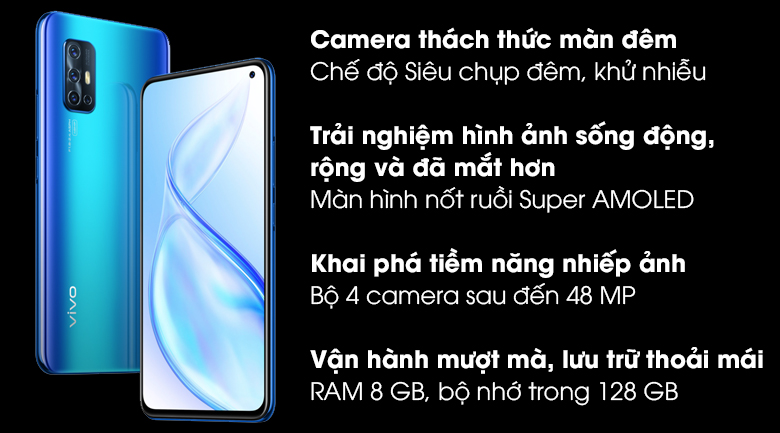 Camera thách thức màn đêm
Chế độ Siêu chụp đêm, khử nhiễu
Trải nghiệm hình ảnh sống động,
rộng và đã mắt hơn
Màn hình nốt ruồi Super AMOLED
Khai phá tiềm năng nhiếp ảnh
Bộ 4 camera sau đến 48 MP
Vận hành mượt mà, lưu trữ thoải mái
RAM 8 GB, bộ nhớ trong 128 GB
vivo